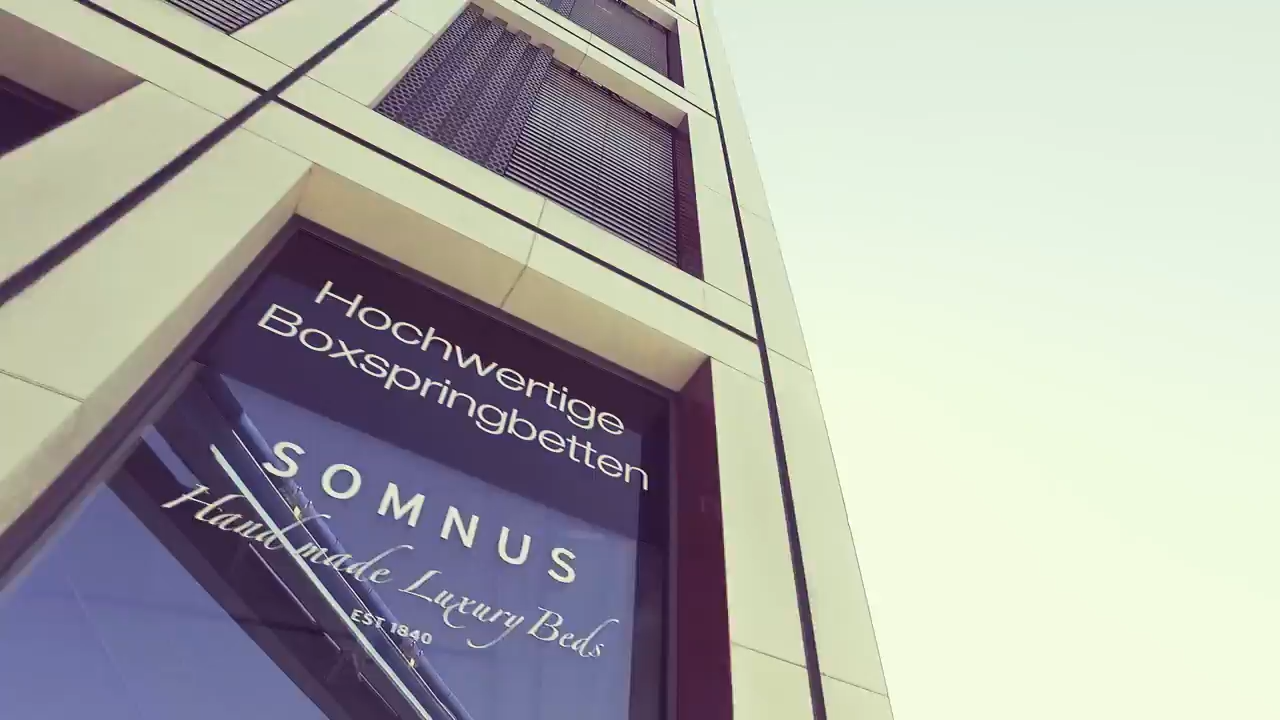 Hochwertige
Boxspringbetten
SOMNUS
Handmade Luxury Beds
EST 1840